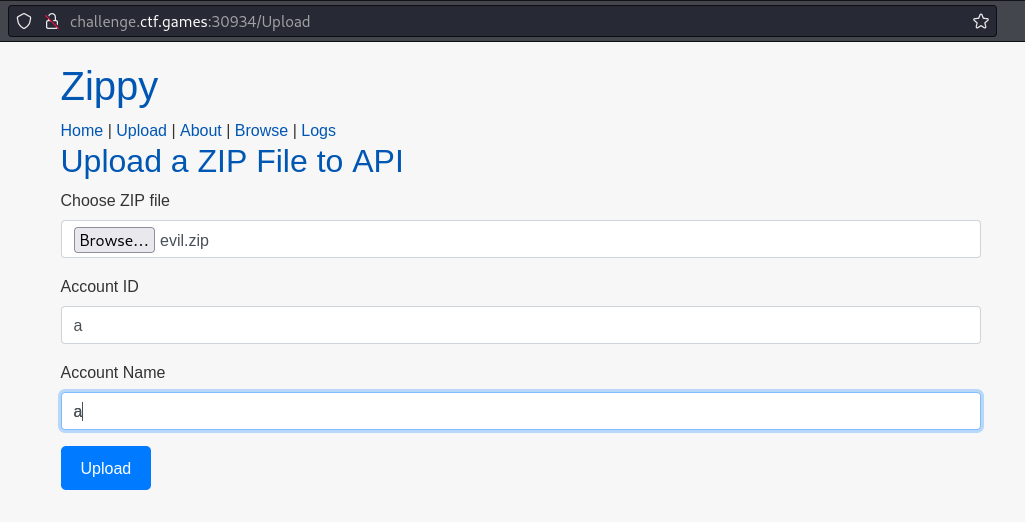 challenge.ctf.games:30934/Upload
Zippy
Home | Upload | About | Browse | Logs
Upload a ZIP File to API
Choose ZIP file
Browse... evil.zip
Account ID
a
Account Name
a
Upload